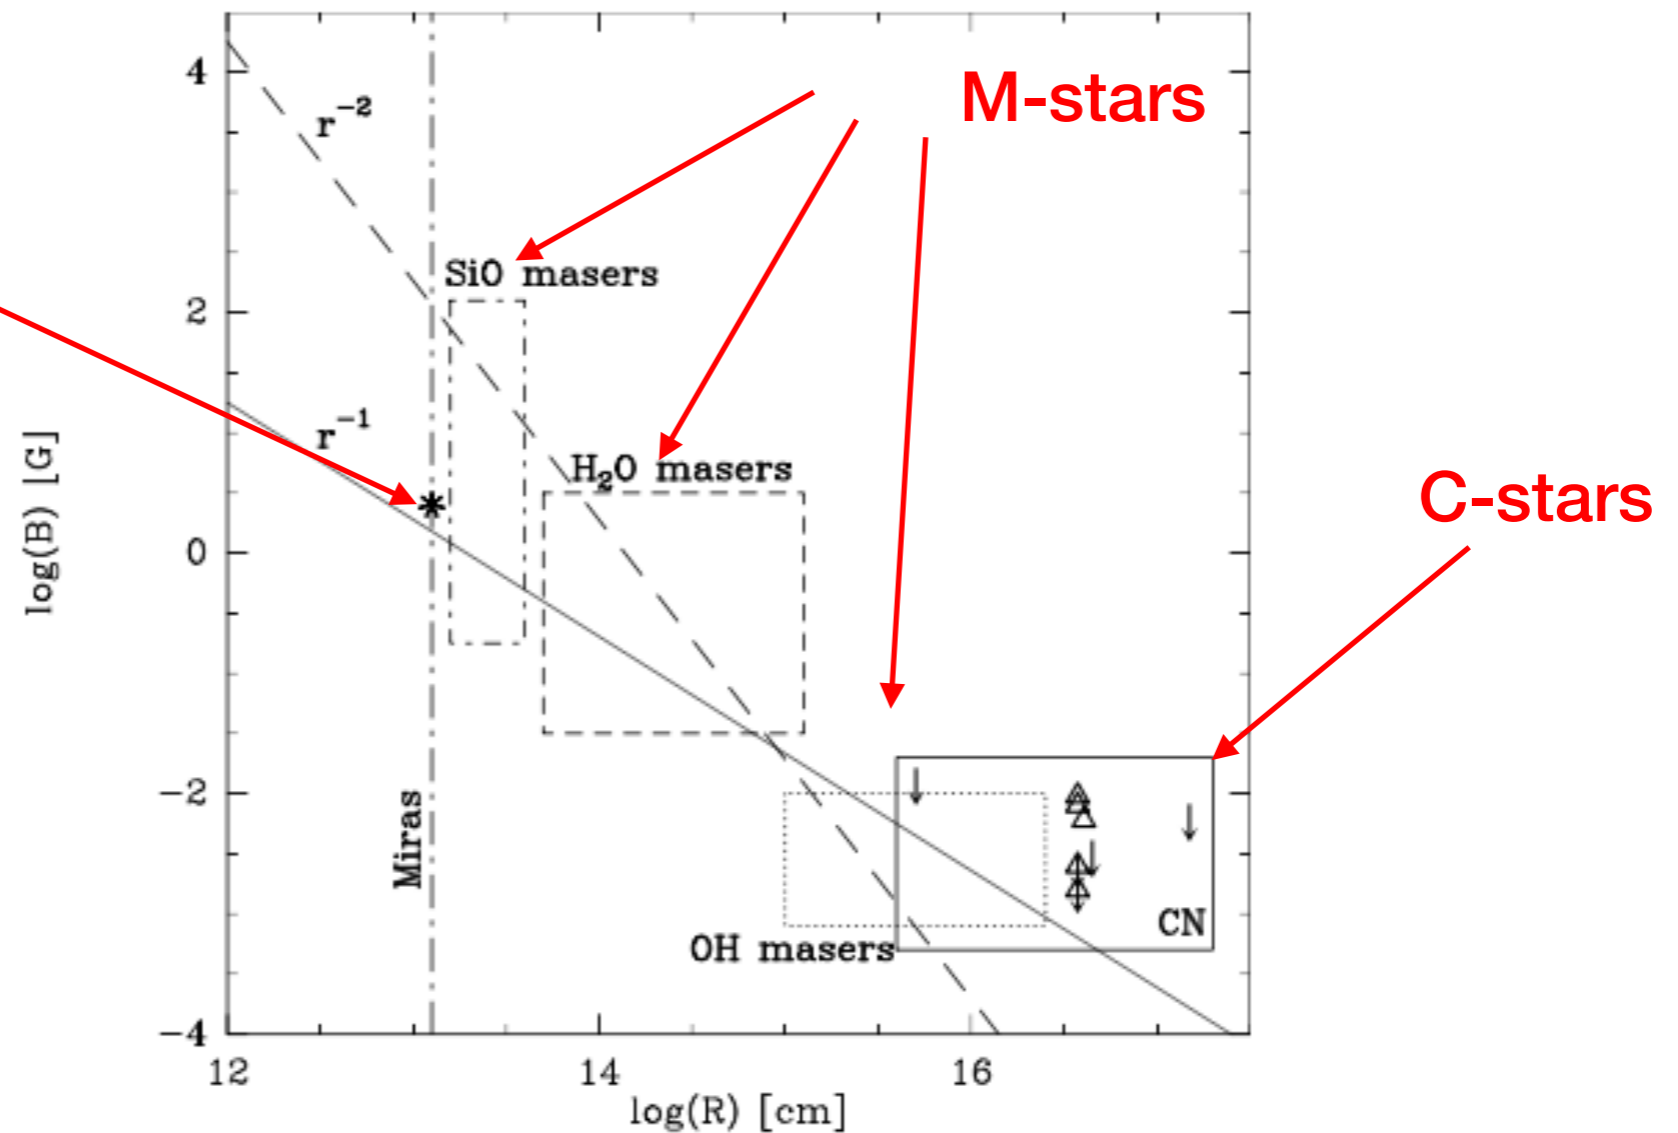 4
r⁻²
M-stars
SiO masers
2
r⁻¹
H₂O masers
C-stars
log(B) [G]
0
−2
Miras
CN
OH masers
−4
12
14
16
log(R) [cm]